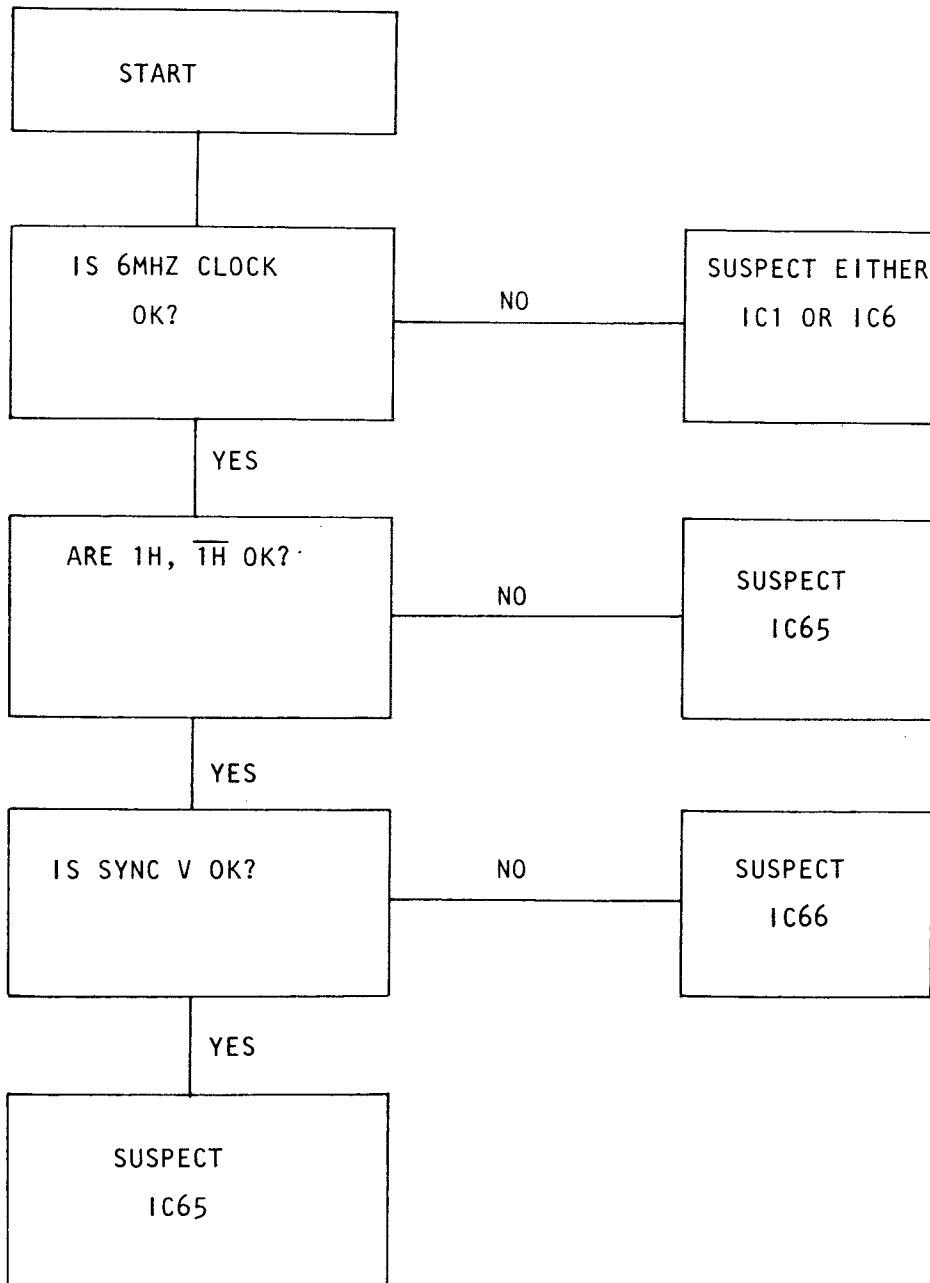 START
IS 6MHZ CLOCK
OK?
NO
SUSPECT EITHER
IC1 OR IC6
YES
ARE 1H, 1̅H̅ OK?
NO
SUSPECT
IC65
YES
IS SYNC V OK?
NO
SUSPECT
IC66
YES
SUSPECT
IC65